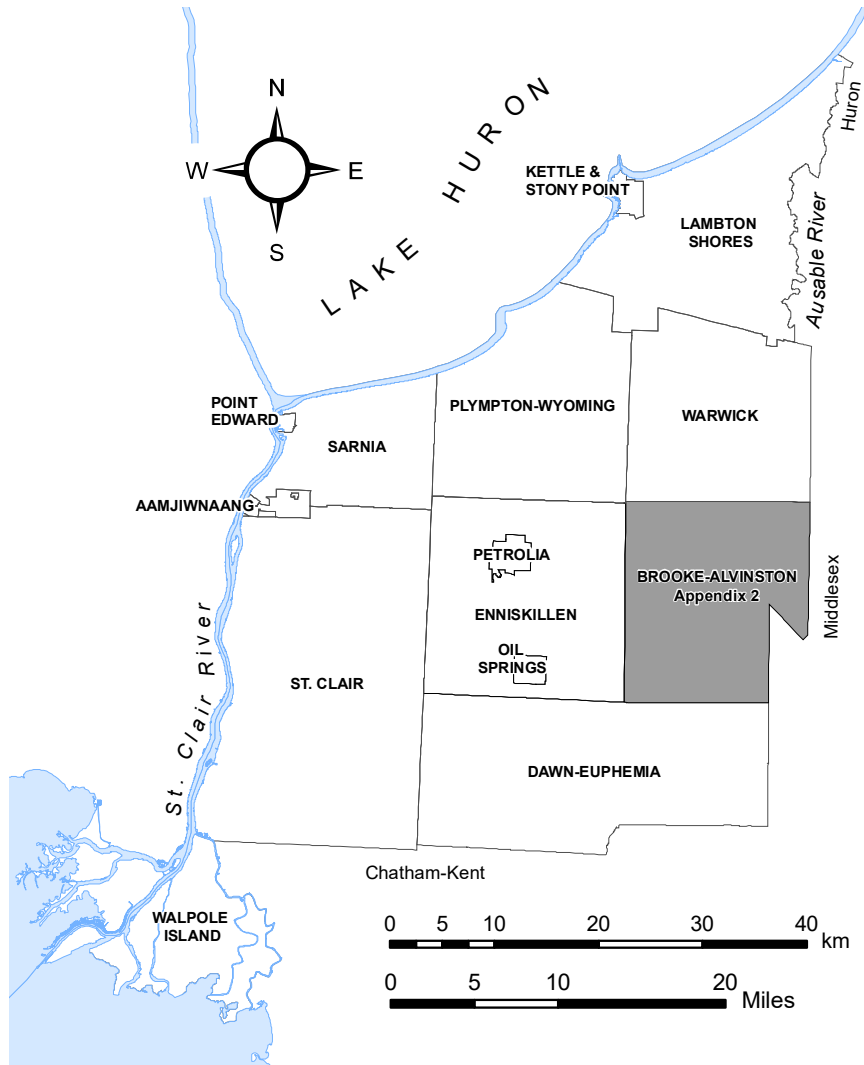 N
W
E
S
LAKE HURON
KETTLE &
STONY POINT
Huron
LAMBTON
SHORES
Ausable River
POINT
EDWARD
PLYMPTON-WYOMING
WARWICK
SARNIA
AAMJIWNAANG
PETROLIA
BROOKE-ALVINSTON
Appendix 2
Middlesex
ENNISKILLEN
OIL
SPRINGS
ST. CLAIR
St. Clair River
DAWN-EUPHEMIA
Chatham-Kent
WALPOLE
ISLAND
0 5 10 20 30 40
km
0 5 10 20
Miles